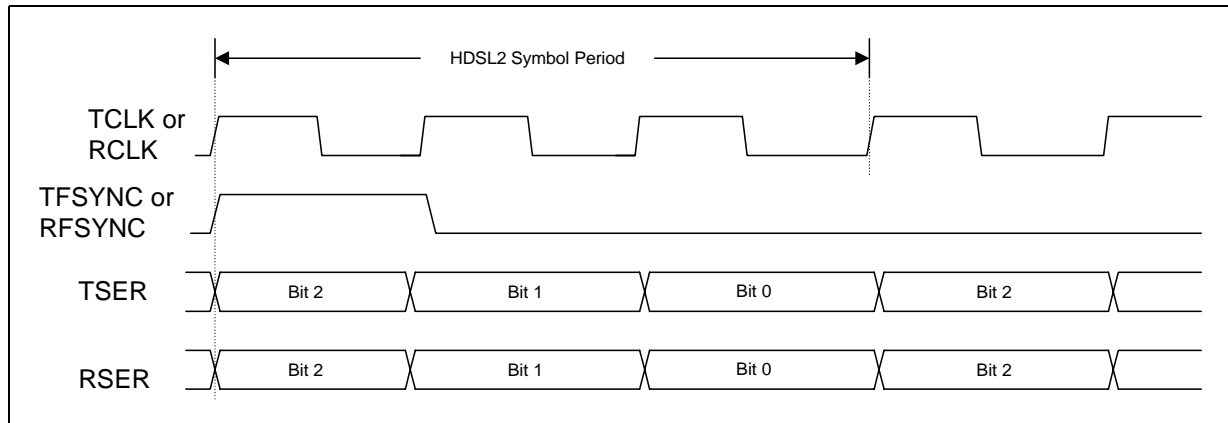 HDSL2 Symbol Period
TCLK or
RCLK
TFSYNC or
RFSYNC
TSER
Bit 2
Bit 1
Bit 0
Bit 2
RSER
Bit 2
Bit 1
Bit 0
Bit 2